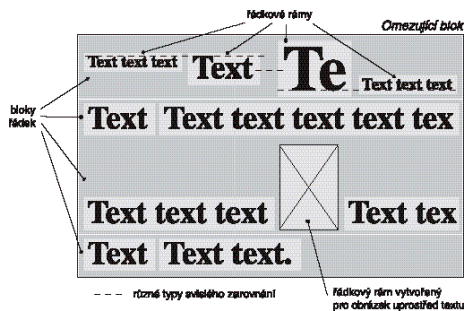 řádkové rámy
Omezující blok
Text text text Text Te Text text text
bloky
řádek
Text Text text text text tex
Text text text Text tex
Text Text text.
různé typy svislého zarovnání
řádkový rám vytvořený
pro obrázek uprostřed textu